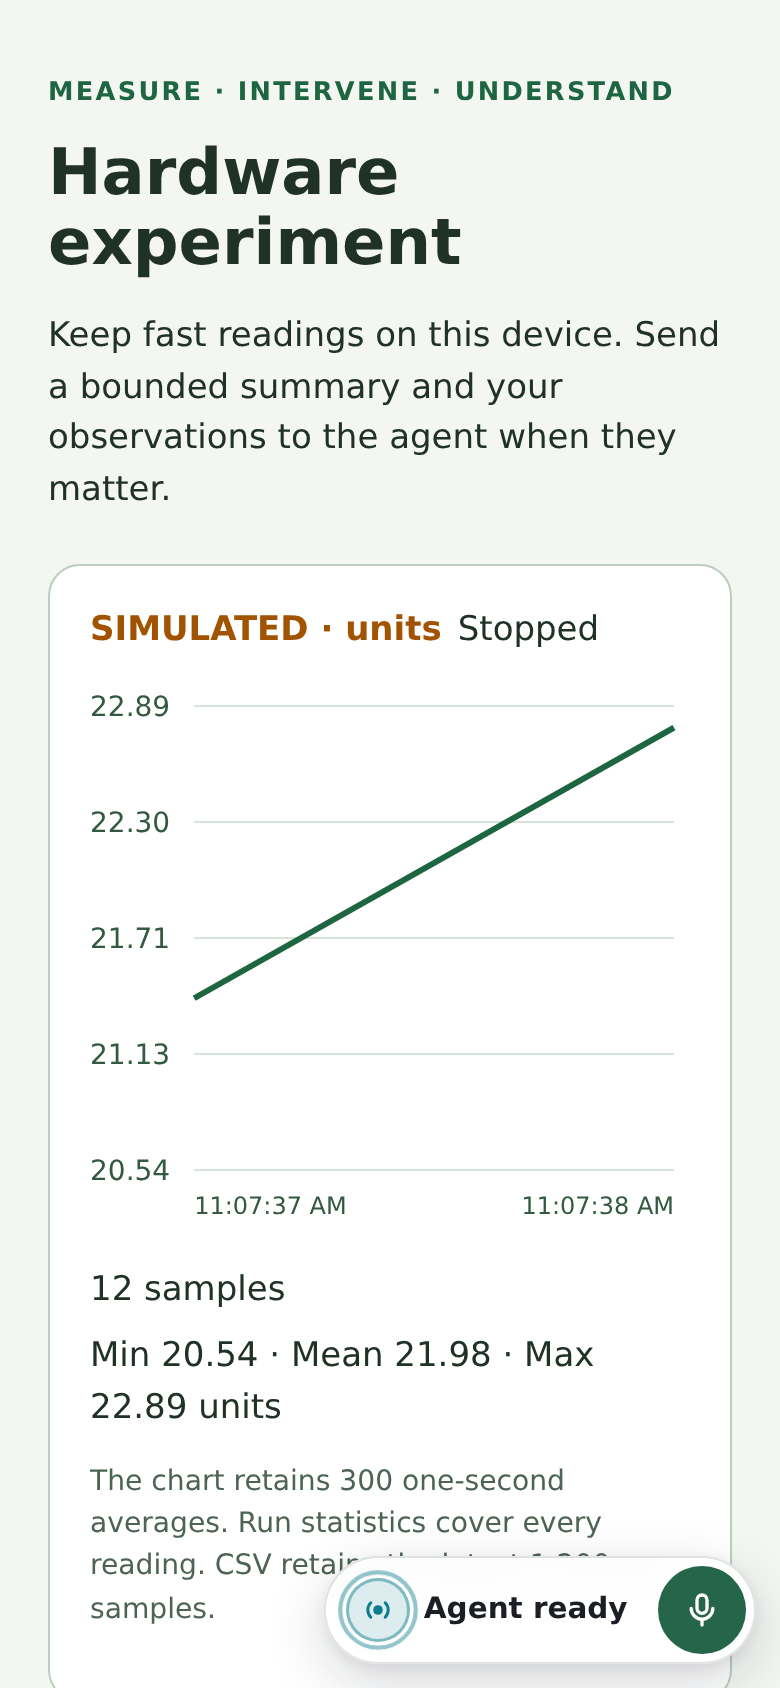 MEASURE · INTERVENE · UNDERSTAND
Hardware
experiment
Keep fast readings on this device. Send
a bounded summary and your
observations to the agent when they
matter.
SIMULATED · units Stopped
22.89
22.30
21.71
21.13
20.54
11:07:37 AM 11:07:38 AM
12 samples
Min 20.54 · Mean 21.98 · Max
22.89 units
The chart retains 300 one-second
averages. Run statistics cover every
reading. CSV
samples.
Agent ready